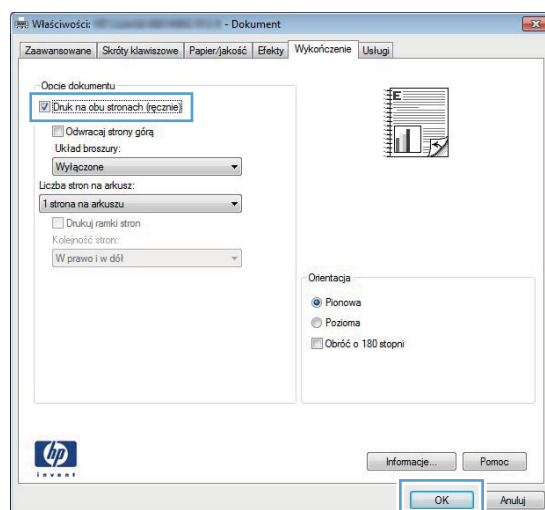 Właściwości: - Dokument
Zaawansowane Skróty klawiszowe Papier/jakość Efekty Wykończenie Usługi
Opcje dokumentu
Druk na obu stronach (ręcznie)
Odwracaj strony górą
Układ broszury:
Wyłączone
Liczba stron na arkusz:
1 strona na arkuszu
Drukuj ramki stron
Kolejność stron:
W prawo i w dół
E
Orientacja
Pionowa
Pozioma
Obróć o 180 stopni
hp
invent
Informacje... Pomoc
OK Anuluj